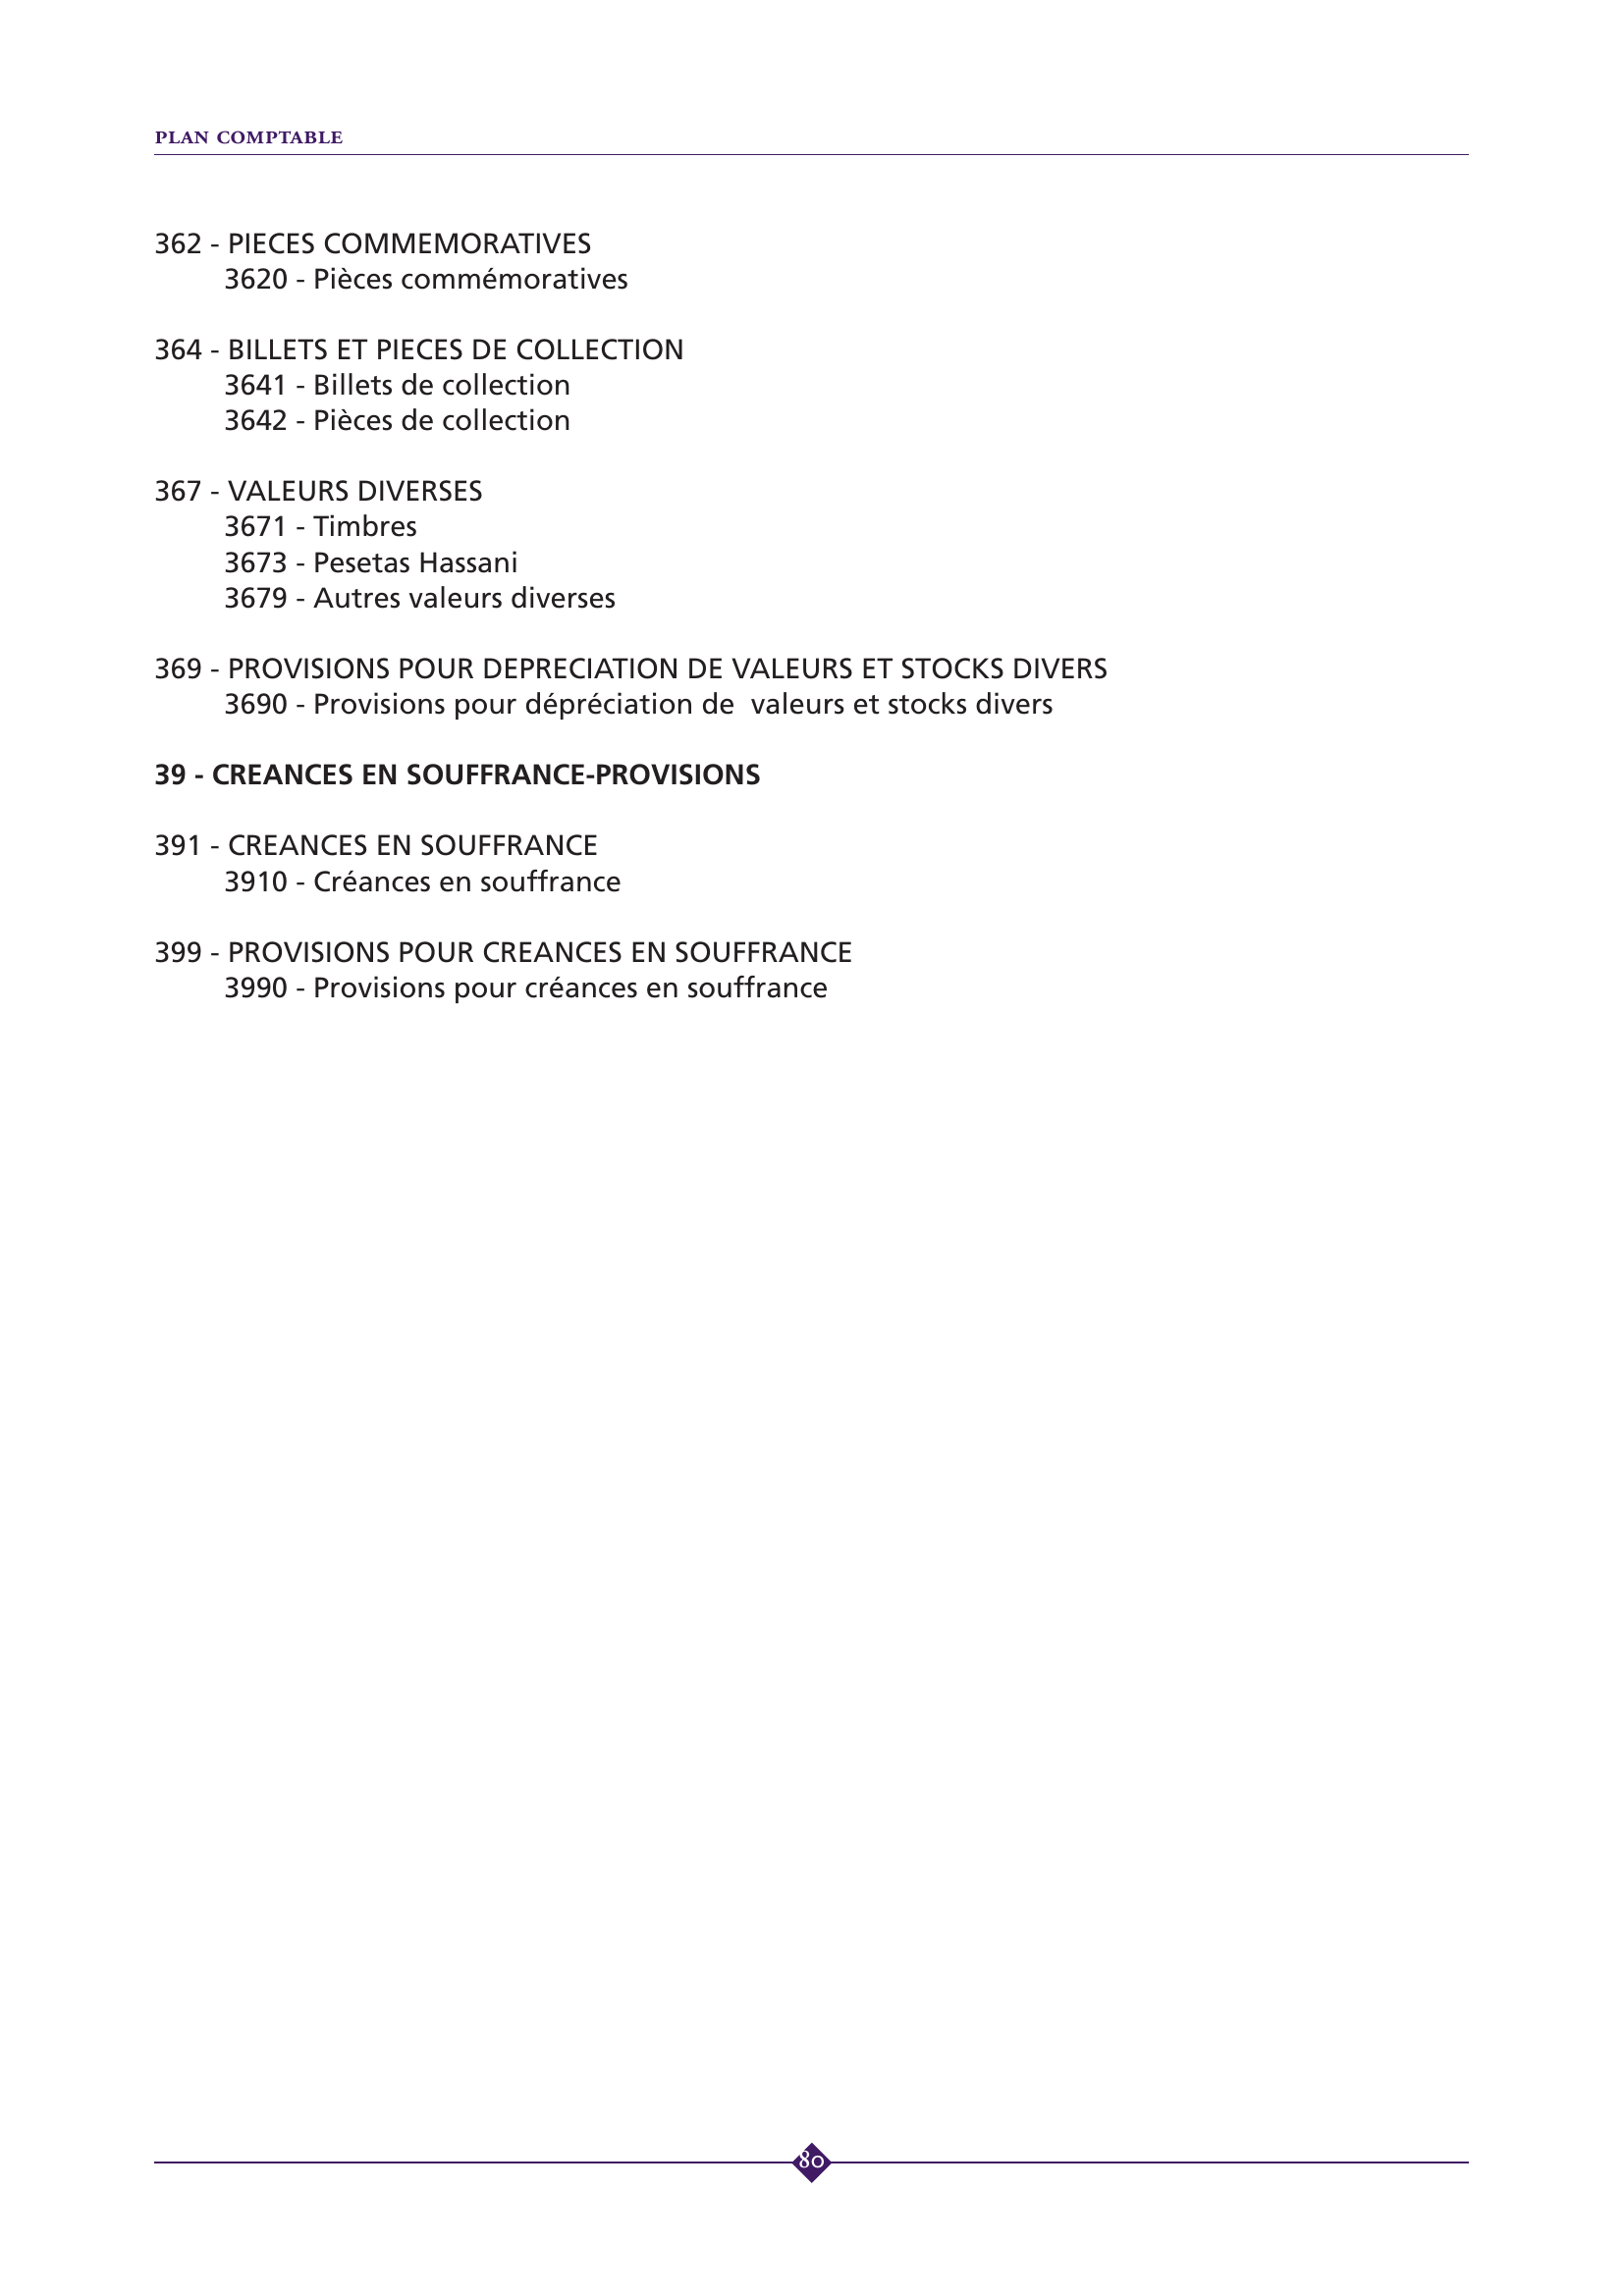 PLAN COMPTABLE
362 - PIECES COMMEMORATIVES
3620 - Pièces commémoratives
364 - BILLETS ET PIECES DE COLLECTION
3641 - Billets de collection
3642 - Pièces de collection
367 - VALEURS DIVERSES
3671 - Timbres
3673 - Pesetas Hassani
3679 - Autres valeurs diverses
369 - PROVISIONS POUR DEPRECIATION DE VALEURS ET STOCKS DIVERS
3690 - Provisions pour dépréciation de  valeurs et stocks divers
39 - CREANCES EN SOUFFRANCE-PROVISIONS
391 - CREANCES EN SOUFFRANCE
3910 - Créances en souffrance
399 - PROVISIONS POUR CREANCES EN SOUFFRANCE
3990 - Provisions pour créances en souffrance
80